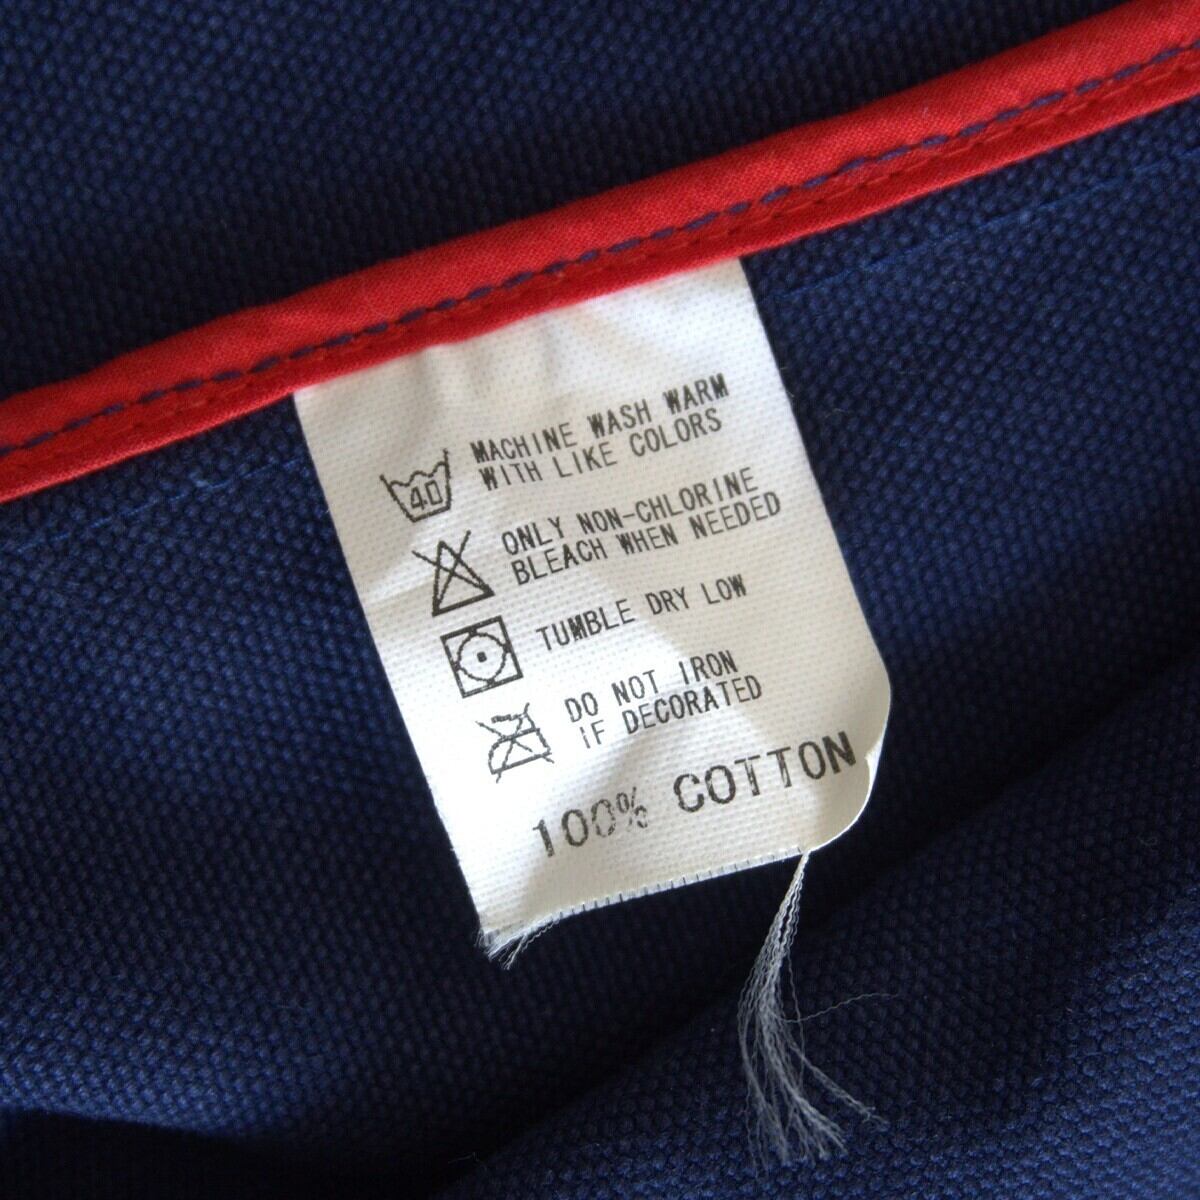 40
MACHINE WASH WARM
WITH LIKE COLORS
ONLY NON-CHLORINE
BLEACH WHEN NEEDED
TUMBLE DRY LOW
DO NOT IRON
IF DECORATED
100% COTTON